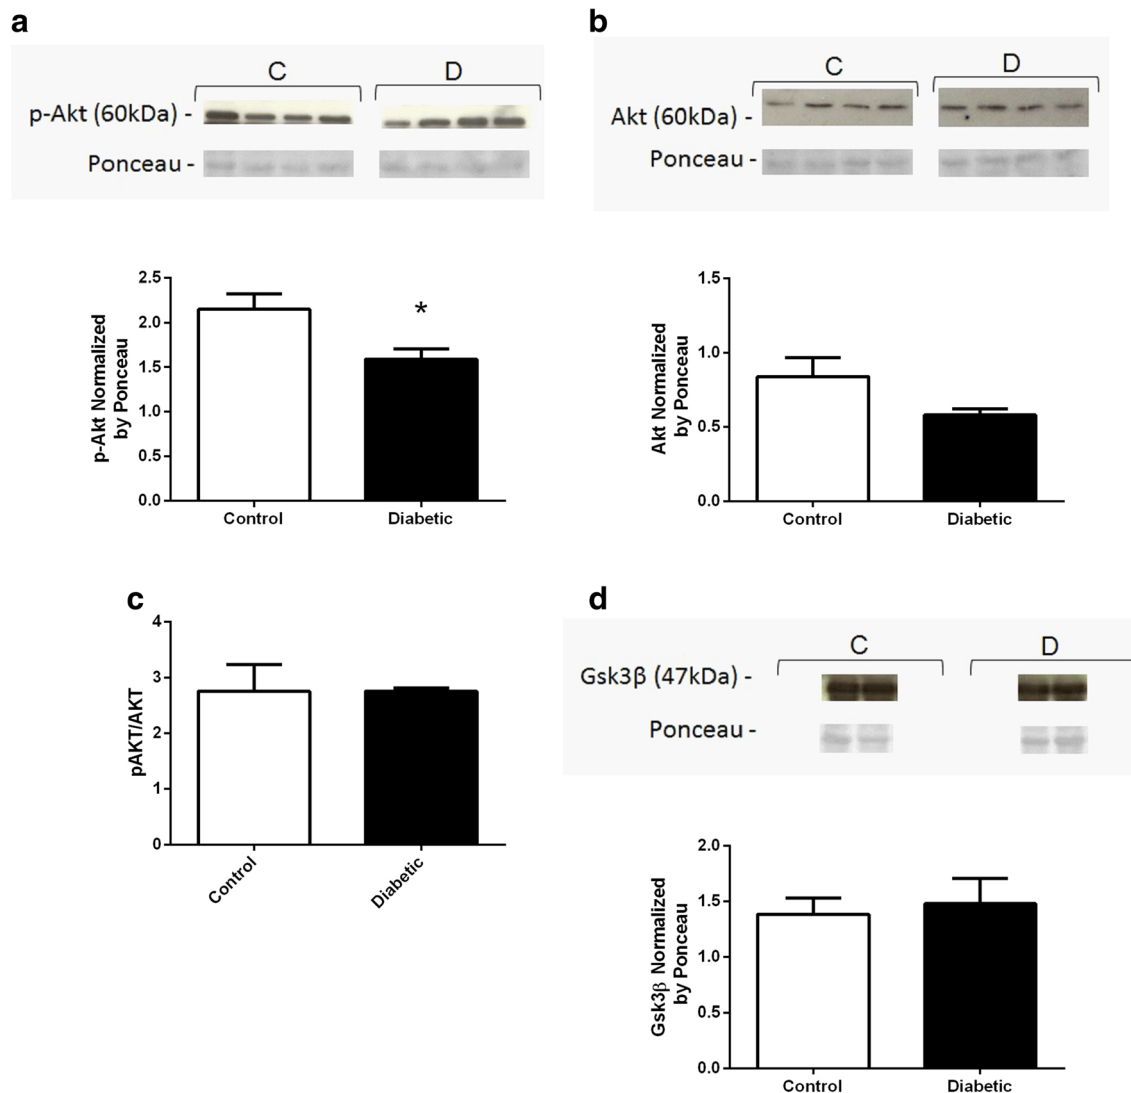 a
C D
p-Akt (60kDa) -
Ponceau -
2.5
2.0
1.5
1.0
0.5
0.0
p-Akt Normalized
by Ponceau
*
Control Diabetic
b
C D
Akt (60kDa) -
Ponceau -
1.5
1.0
0.5
0.0
Akt Normalized
by Ponceau
Control Diabetic
c
4
3
2
1
0
pAKT/AKT
Control Diabetic
d
C D
Gsk3β (47kDa) -
Ponceau -
2.0
1.5
1.0
0.5
0.0
Gsk3β Normalized
by Ponceau
Control Diabetic